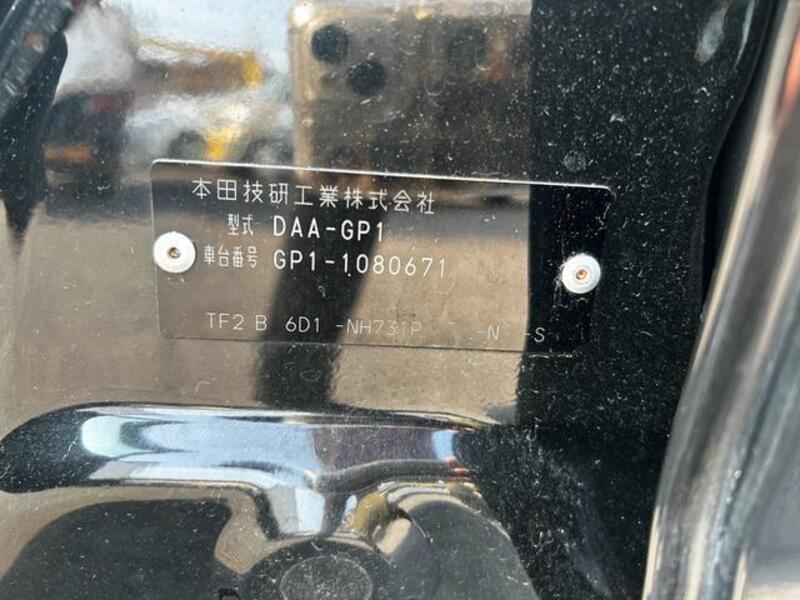 本田技研工業株式会社
型式 DAA-GP1
車台番号 GP1-1080671
TF2 B 6D1 -NH731P -N -S